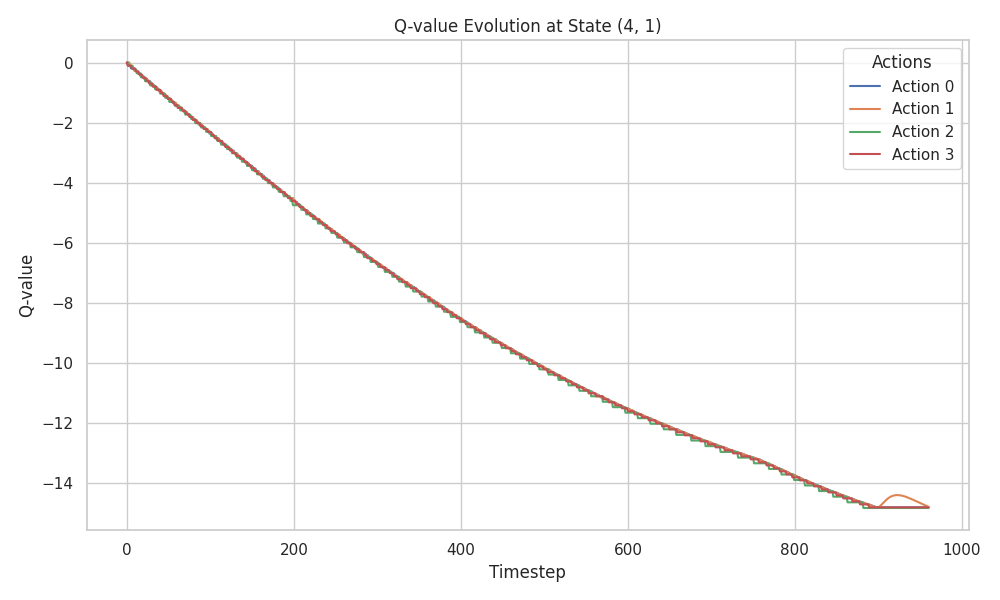 Q-value Evolution at State (4, 1)
Actions
Action 0
Action 1
Action 2
Action 3
Q-value
0
−2
−4
−6
−8
−10
−12
−14
0
200
400
600
800
1000
Timestep